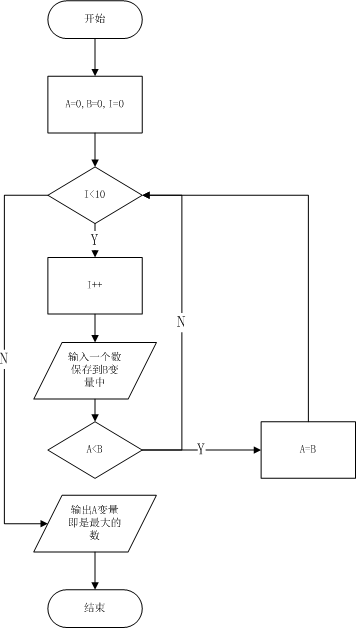 开始
A=0,B=0,I=0
I<10
Y
I++
N
N
输入一个数
保存到B变
量中
A<B
Y
A=B
输出A变量
即是最大的
数
结束